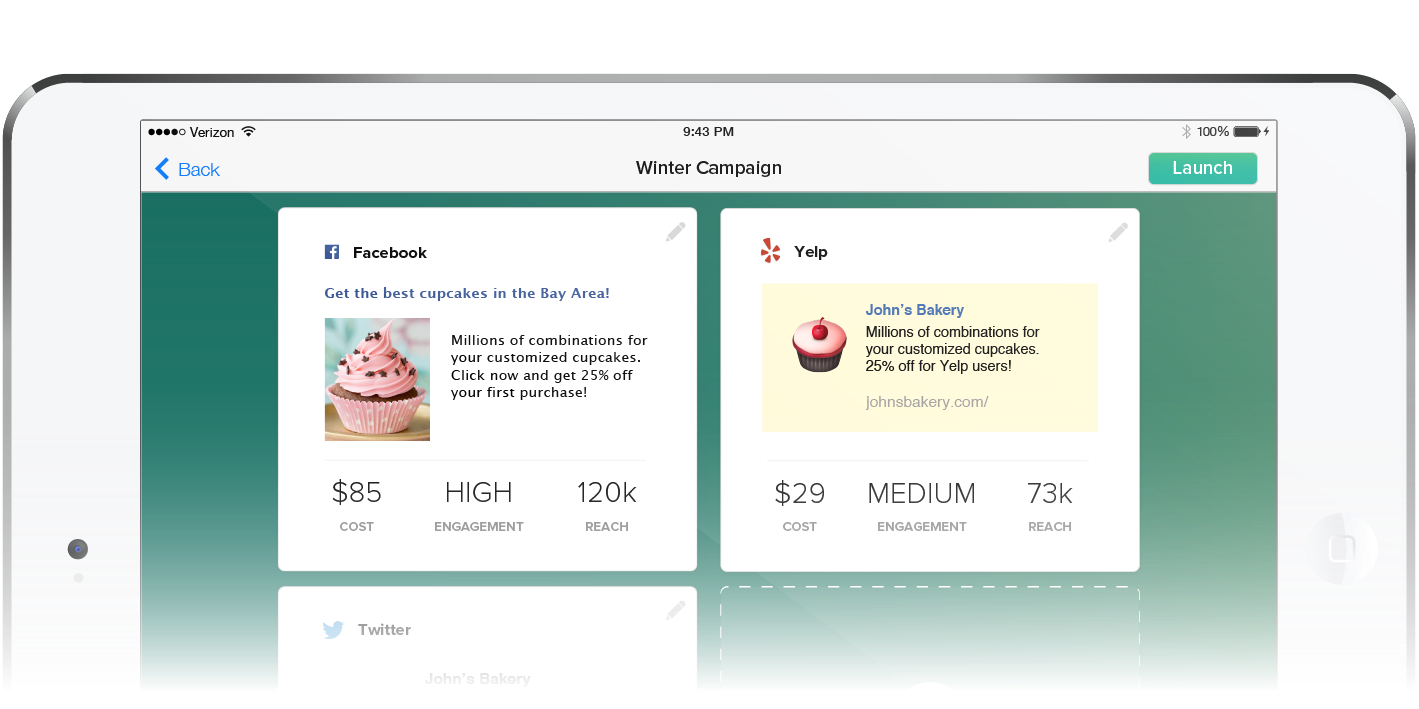 Verizon
9:43 PM
100%
Back
Winter Campaign
Launch
Facebook
Get the best cupcakes in the Bay Area!
Millions of combinations for
your customized cupcakes.
Click now and get 25% off
your first purchase!
$85
HIGH
120k
COST
ENGAGEMENT
REACH
Yelp
John’s Bakery
Millions of combinations for
your customized cupcakes.
25% off for Yelp users!
johnsbakery.com/
$29
MEDIUM
73k
COST
ENGAGEMENT
REACH
Twitter
John’s Bakery